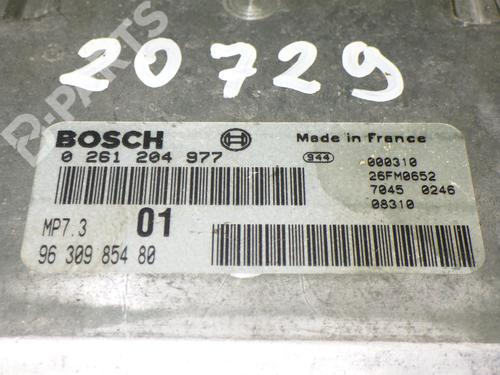 20729
B-PARTS
BOSCH
Made in France
0 261 204 977
944
000310
26FM0652
7045 0246
08310
MP7.3
01
96 309 854 80